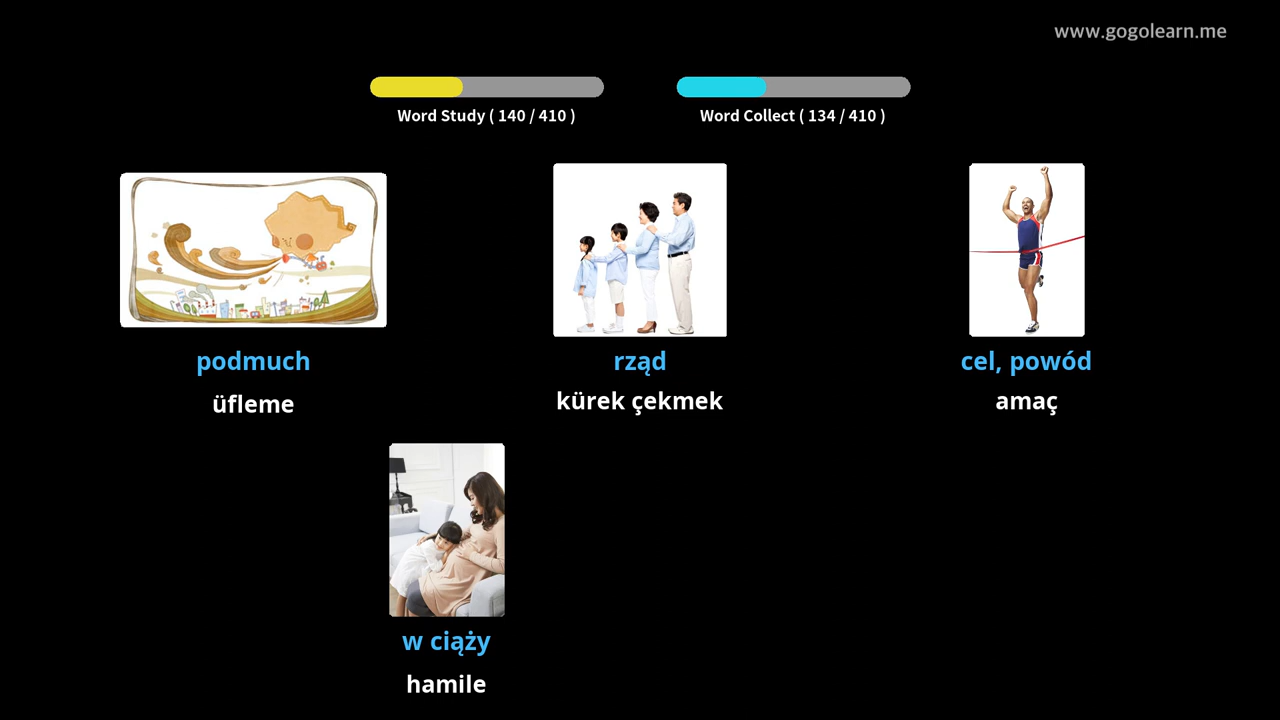 www.gogolearn.me
Word Study ( 140 / 410 )
Word Collect ( 134 / 410 )
podmuch
üfleme
rząd
kürek çekmek
cel, powód
amaç
w ciąży
hamile